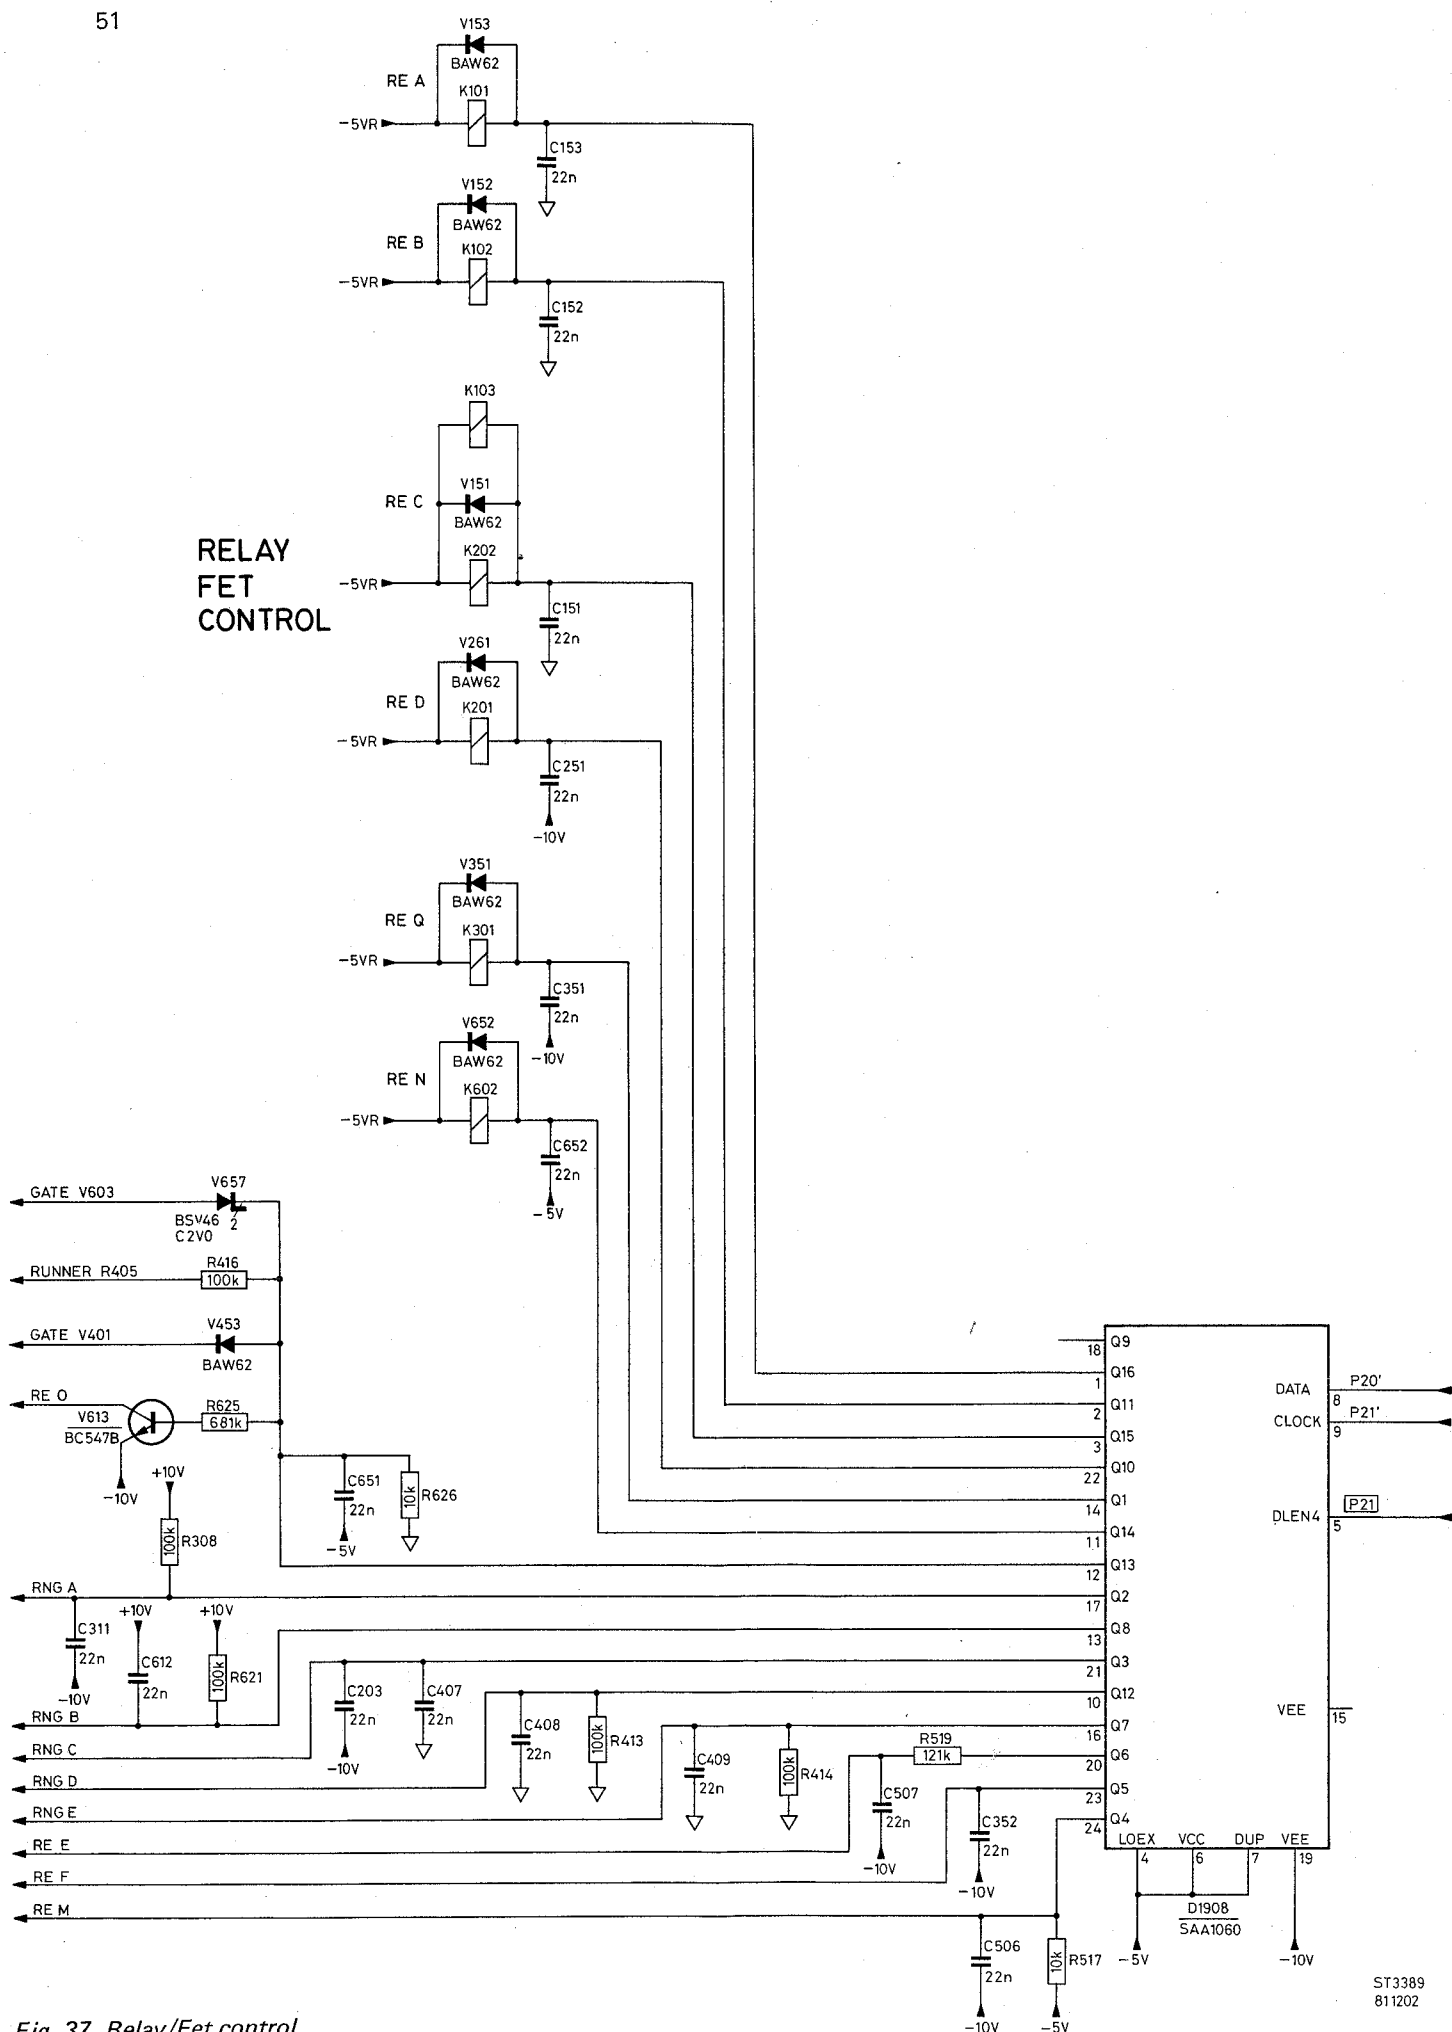 51
V153
BAW62
RE A
K101
-5VR
C153
22n
V152
BAW62
RE B
K102
-5VR
C152
22n
K103
V151
RE C
BAW62
K202
-5VR
C151
22n
RELAY
FET
CONTROL
V261
BAW62
RE D
K201
-5VR
C251
22n
-10V
V351
BAW62
RE Q
K301
-5VR
C351
22n
-10V
V652
BAW62
RE N
K602
-5VR
C652
22n
-5V
GATE V603
V657
BSV46 2
C2V0
RUNNER R405
R416
100k
GATE V401
V453
BAW62
RE O
V613
BC547B
R625
681k
-10V
C651
22n
-5V
10k
R626
+10V
100k
R308
RNG A
C311
22n
-10V
+10V
C612
22n
+10V
100k
R621
RNG B
RNG C
C203
22n
-10V
C407
22n
RNG D
C408
22n
100k
R413
RNG E
C409
22n
100k
R414
RE E
R519
121k
C507
22n
-10V
RE F
C352
22n
-10V
RE M
C506
22n
-10V
10k
R517
-5V
18 Q9
1 Q16
2 Q11
3 Q15
22 Q10
14 Q1
11 Q14
12 Q13
17 Q2
13 Q8
21 Q3
10 Q12
16 Q7
20 Q6
23 Q5
24 Q4
DATA 8 P20'
CLOCK 9 P21'
DLEN4 5 P21
VEE 15
LOEX VCC DUP VEE
4 6 7 19
D1908
SAA1060
-5V
-10V
ST3389
811202
Fig. 37 Relay/Fet control